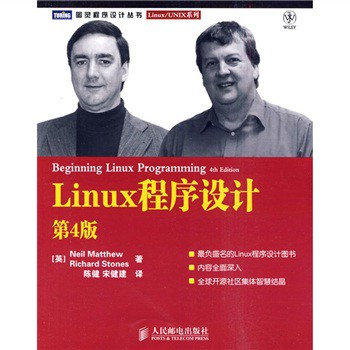 TURING 图灵程序设计丛书 Linux/UNIX系列
WILEY
Beginning Linux Programming 4th Edition
Linux程序设计
第4版
[英] Neil Matthew
Richard Stones 著
陈健 宋健建 译
最负盛名的Linux程序设计图书
内容全面深入
全球开源社区集体智慧结晶
人民邮电出版社
POSTS & TELECOM PRESS